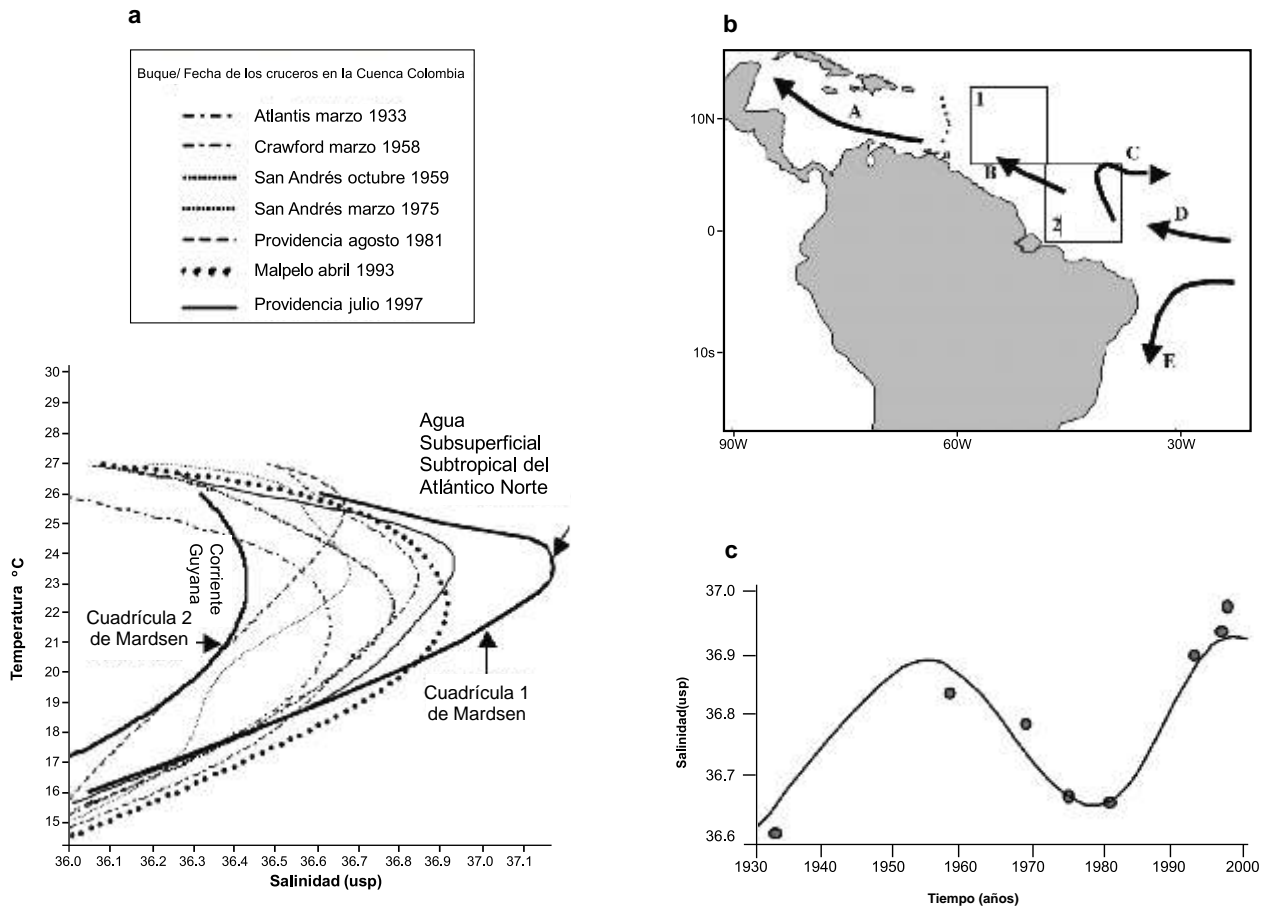 a
Buque/ Fecha de los cruceros en la Cuenca Colombia
Atlantis marzo 1933
Crawford marzo 1958
San Andrés octubre 1959
San Andrés marzo 1975
Providencia agosto 1981
Malpelo abril 1993
Providencia julio 1997
30
29
28
27
26
25
24
23
22
21
20
19
18
17
16
15
Temperatura °C
Agua
Subsuperficial
Subtropical del
Atlántico Norte
Corriente
Guyana
Cuadrícula 2
de Mardsen
Cuadrícula 1
de Mardsen
36.0 36.1 36.2 36.3 36.4 36.5 36.6 36.7 36.8 36.9 37.0 37.1
Salinidad (usp)
b
10N
0
10s
90W 60W 30W
1
2
A
B
C
D
E
c
37.0
36.9
36.8
36.7
36.6
Salinidad(usp)
1930 1940 1950 1960 1970 1980 1990 2000
Tiempo (años)